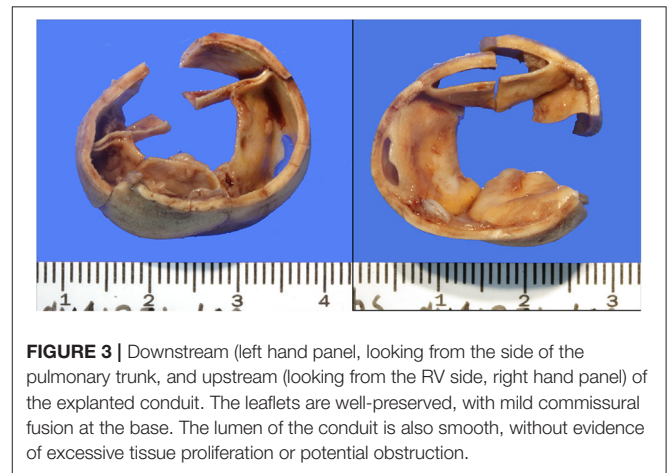 1 2 3 4
1 2 3
FIGURE 3 | Downstream (left hand panel, looking from the side of the
pulmonary trunk, and upstream (looking from the RV side, right hand panel) of
the explanted conduit. The leaflets are well-preserved, with mild commissural
fusion at the base. The lumen of the conduit is also smooth, without evidence
of excessive tissue proliferation or potential obstruction.